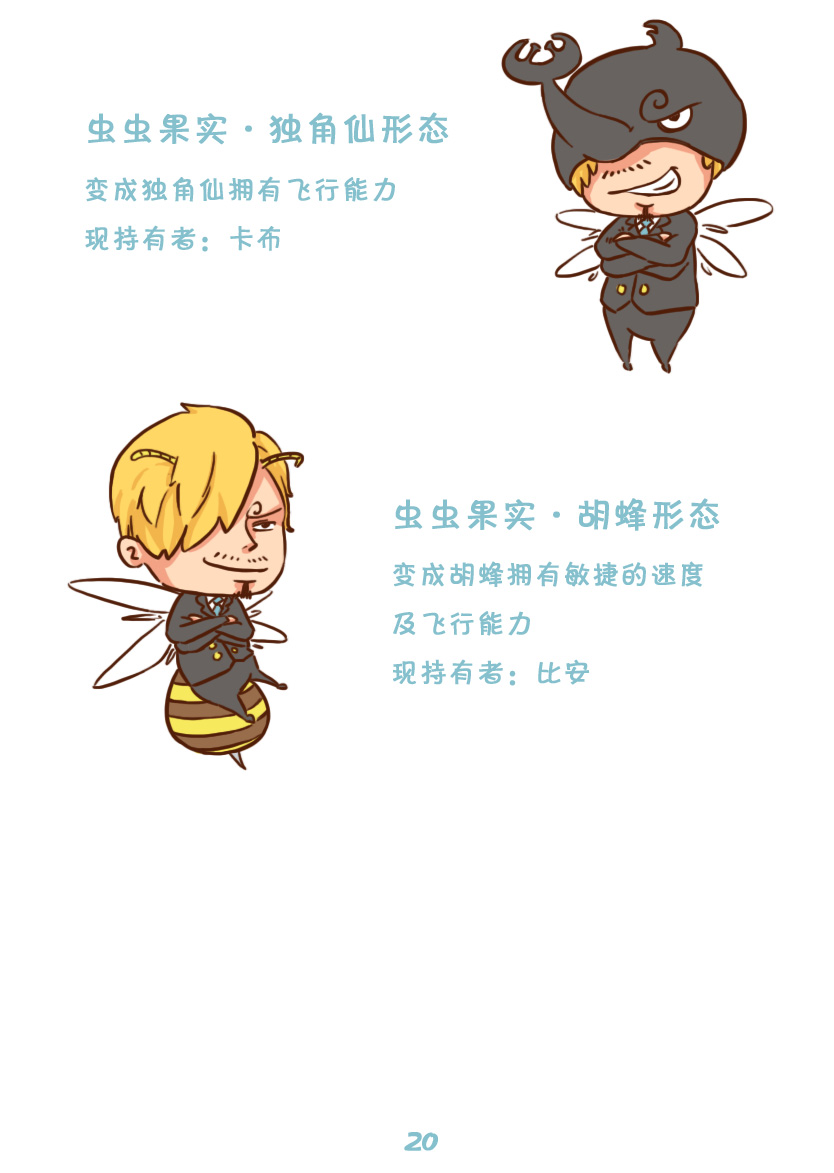 虫虫果实·独角仙形态
变成独角仙拥有飞行能力
现持有者：卡布
虫虫果实·胡蜂形态
变成胡蜂拥有敏捷的速度
及飞行能力
现持有者：比安
20